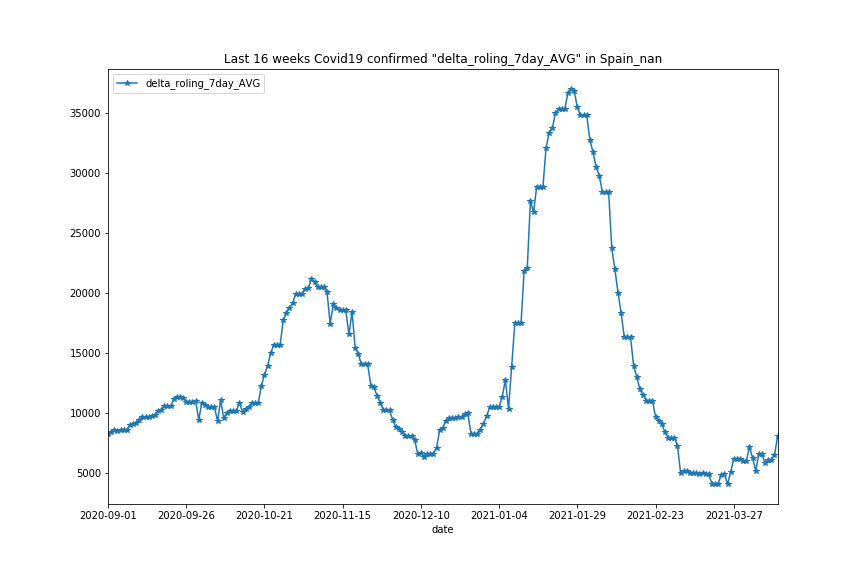 Last 16 weeks Covid19 confirmed "delta_roling_7day_AVG" in Spain_nan
delta_roling_7day_AVG
35000
30000
25000
20000
15000
10000
5000
2020-09-01 2020-09-26 2020-10-21 2020-11-15 2020-12-10 2021-01-04 2021-01-29 2021-02-23 2021-03-27
date